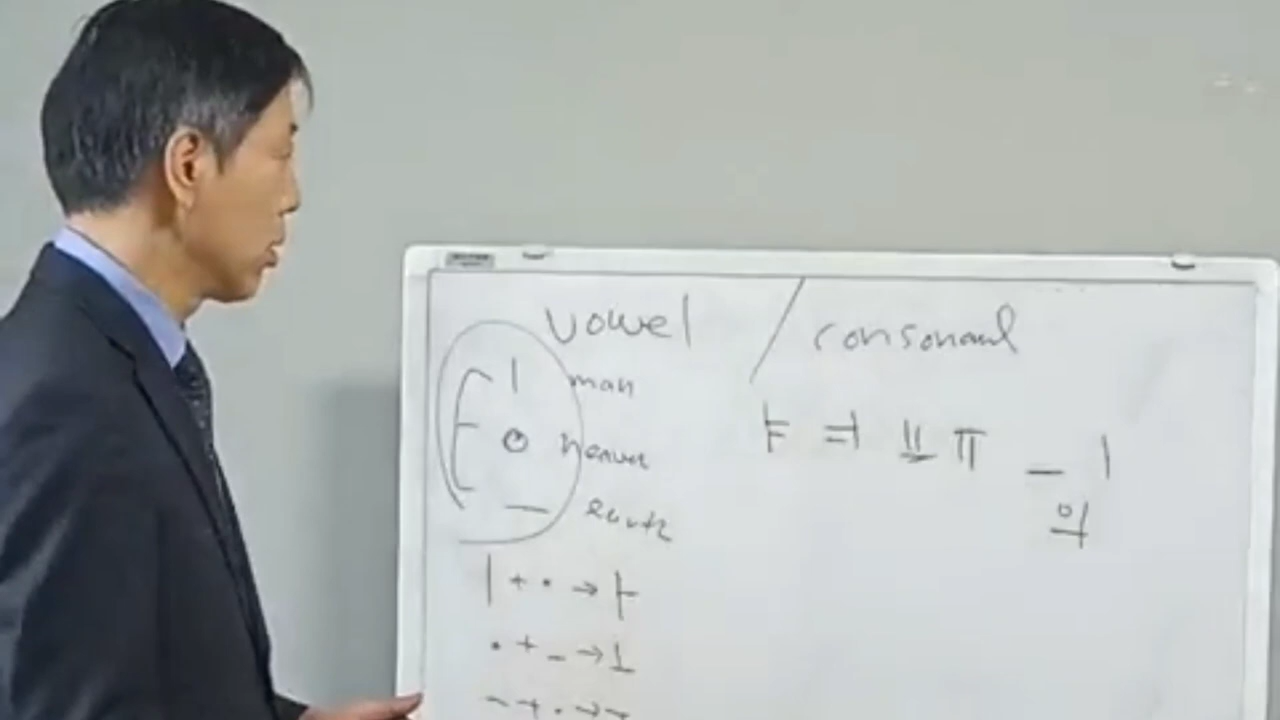 vowel / consonant
ㅣ man
ㅑ ㅕ ㅛ ㅠ ㅡ ㅣ
⊙ heaven
ㅡ earth
의
ㅣ + · → ㅏ
· + ㅡ → ㅗ
ㅡ + · → ㅜ